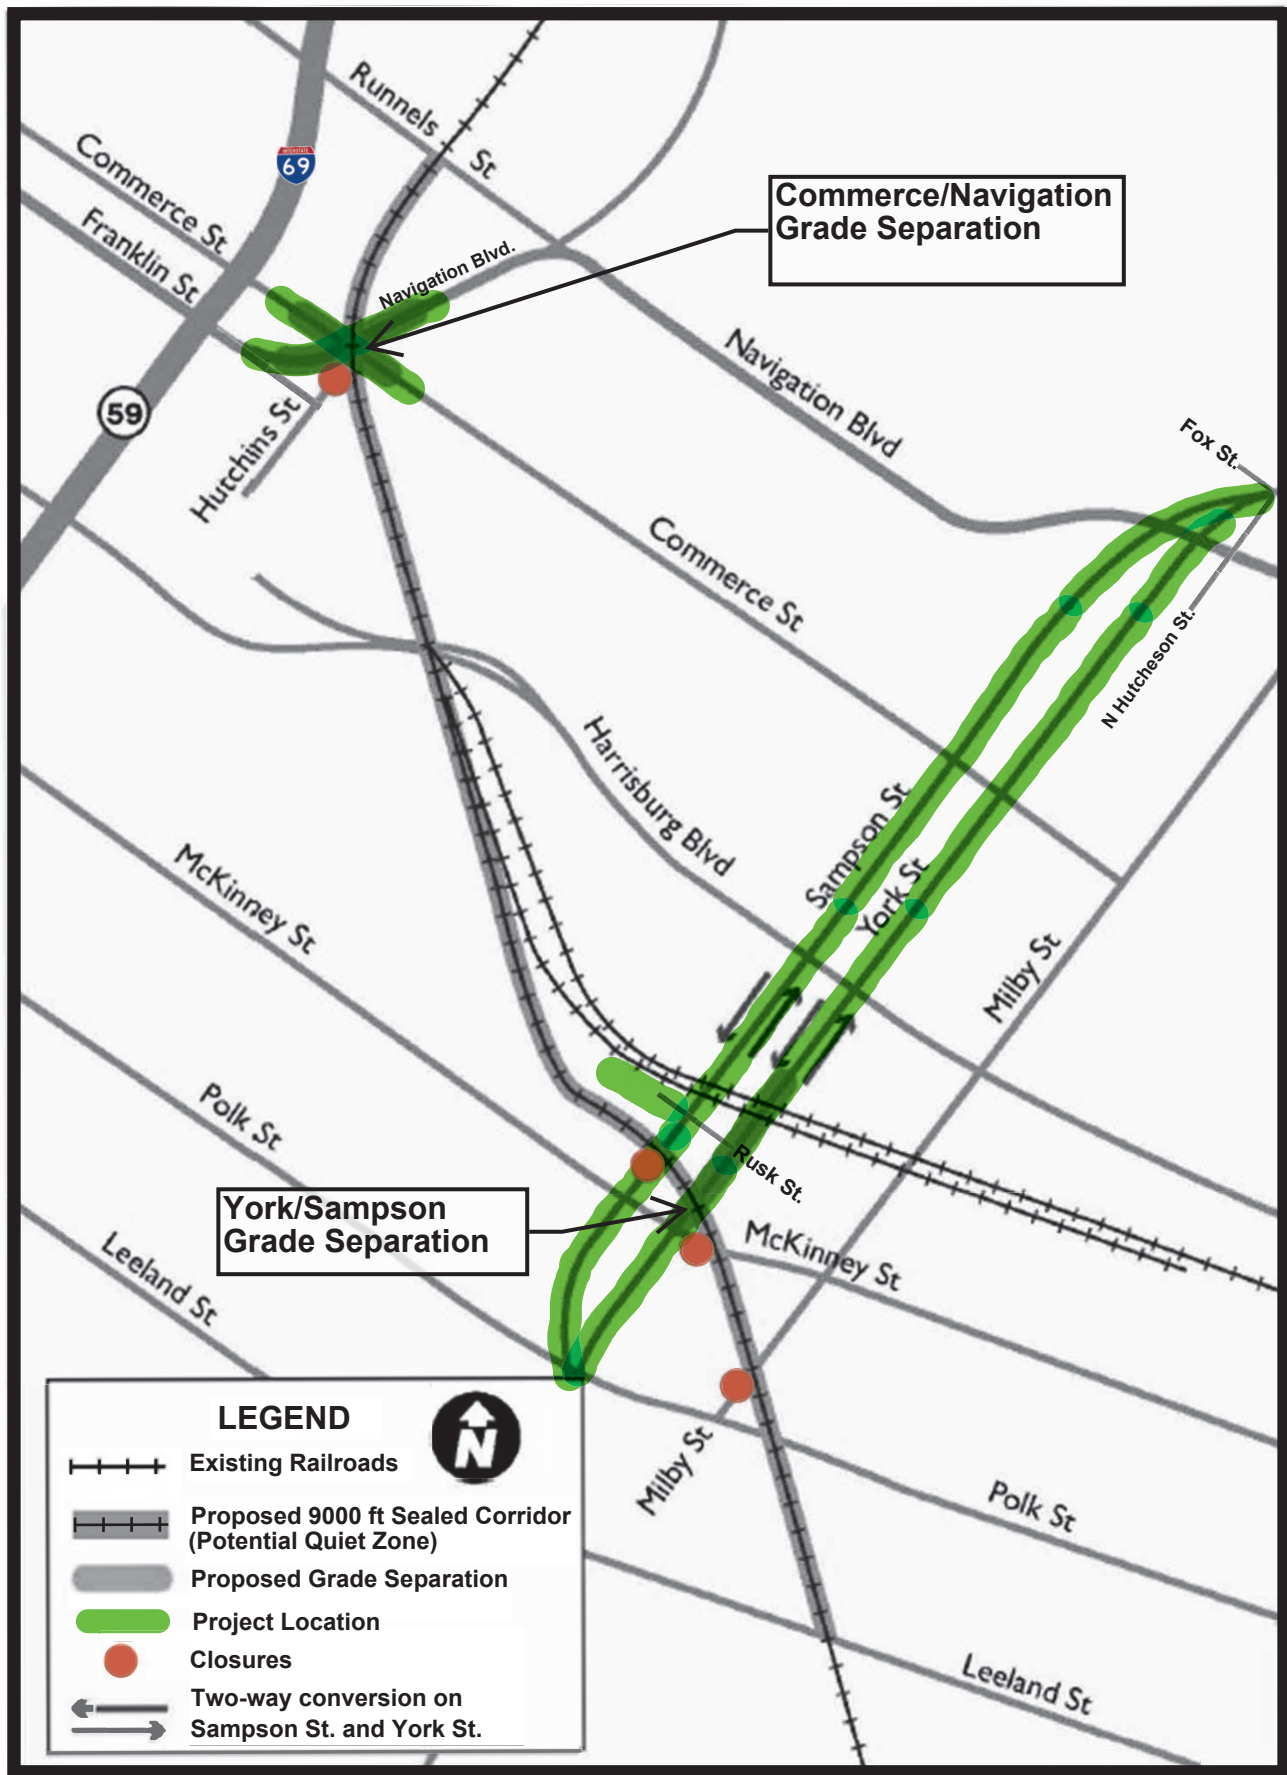 Runnels St
Commerce St
INTERSTATE
69
Commerce/Navigation
Grade Separation
Franklin St
Navigation Blvd.
Navigation Blvd
59
Fox St.
Hutchins St
Commerce St
N Hutcheson St.
Harrisburg Blvd
Sampson St
York St
McKinney St
Milby St
Polk St
Rusk St.
York/Sampson
Grade Separation
McKinney St
Leeland St
LEGEND
N
Existing Railroads
Proposed 9000 ft Sealed Corridor
(Potential Quiet Zone)
Proposed Grade Separation
Project Location
Closures
Two-way conversion on
Sampson St. and York St.
Milby St
Polk St
Leeland St